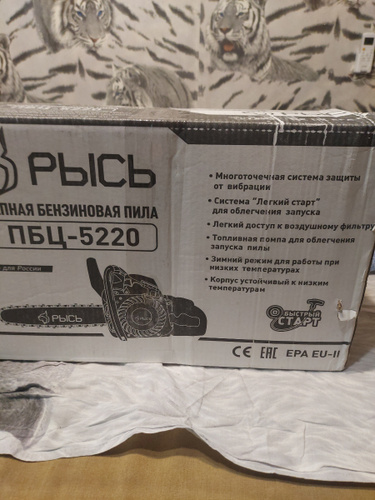 РЫСЬ
ПНАЯ БЕНЗИНОВАЯ ПИЛА
ПБЦ-5220
для России
РЫСЬ
• Многоточечная система защиты
от вибрации
• Система "Легкий старт"
для облегчения запуска
• Легкий доступ к воздушному фильтру
• Топливная помпа для облегчения
запуска пилы
• Зимний режим для работы при
низких температурах
• Корпус устойчивый к низким
температурам
БЫСТРЫЙ
СТАРТ
CE EAC EPA EU-II